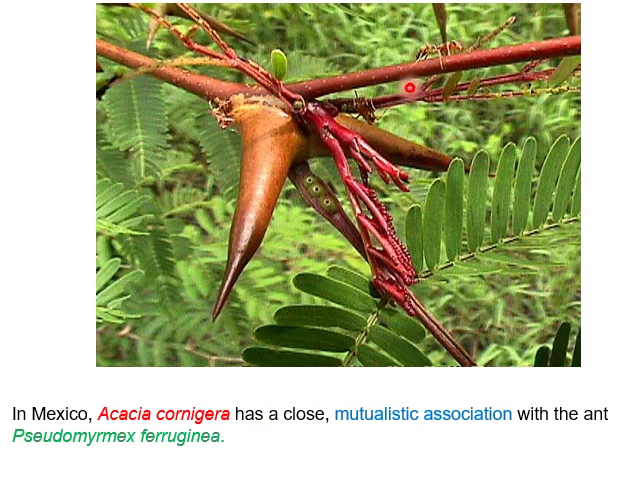 In Mexico, Acacia cornigera has a close, mutualistic association with the ant
Pseudomyrmex ferruginea.